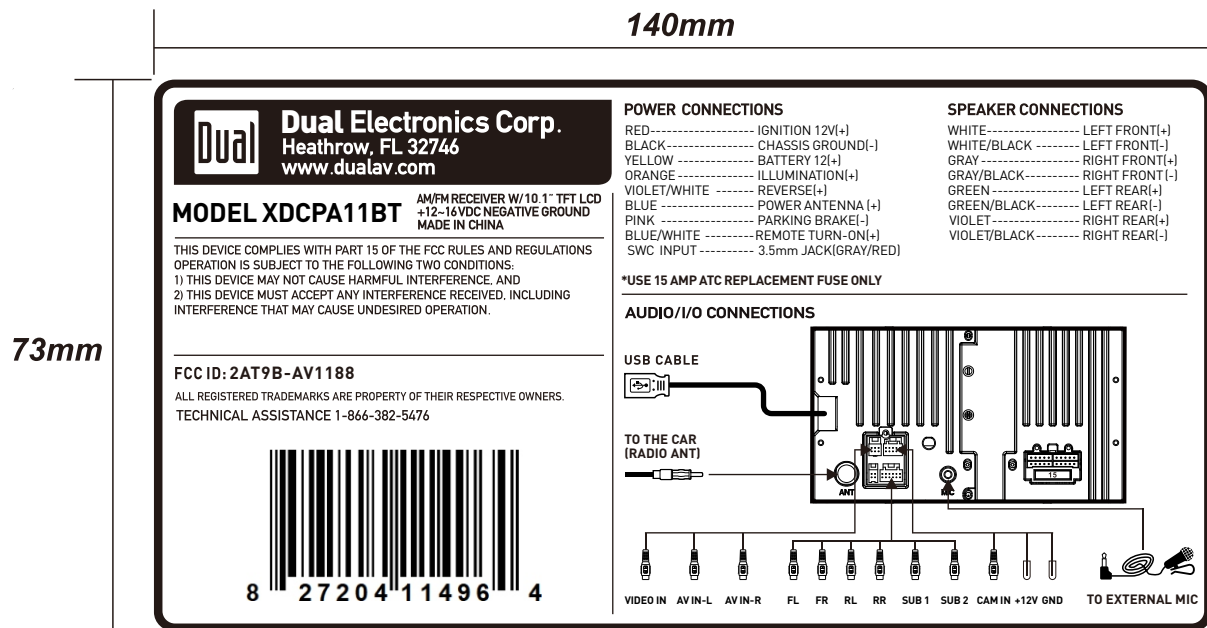 140mm
73mm
Dual
Dual Electronics Corp.
Heathrow, FL 32746
www.dualav.com
MODEL XDCPA11BT
AM/FM RECEIVER W/10.1" TFT LCD
+12~16VDC NEGATIVE GROUND
MADE IN CHINA
THIS DEVICE COMPLIES WITH PART 15 OF THE FCC RULES AND REGULATIONS
OPERATION IS SUBJECT TO THE FOLLOWING TWO CONDITIONS:
1) THIS DEVICE MAY NOT CAUSE HARMFUL INTERFERENCE, AND
2) THIS DEVICE MUST ACCEPT ANY INTERFERENCE RECEIVED, INCLUDING
INTERFERENCE THAT MAY CAUSE UNDESIRED OPERATION.
FCC ID: 2AT9B-AV1188
ALL REGISTERED TRADEMARKS ARE PROPERTY OF THEIR RESPECTIVE OWNERS.
TECHNICAL ASSISTANCE 1-866-382-5476
8 27204 11496 4
POWER CONNECTIONS
RED------------------- IGNITION 12V(+)
BLACK----------------- CHASSIS GROUND(-)
YELLOW -------------- BATTERY 12(+)
ORANGE -------------- ILLUMINATION(+)
VIOLET/WHITE ------- REVERSE(+)
BLUE ----------------- POWER ANTENNA (+)
PINK ----------------- PARKING BRAKE(-)
BLUE/WHITE ---------REMOTE TURN-ON(+)
SWC INPUT ---------- 3.5mm JACK(GRAY/RED)
SPEAKER CONNECTIONS
WHITE----------------- LEFT FRONT(+)
WHITE/BLACK -------- LEFT FRONT(-)
GRAY ------------------ RIGHT FRONT(+)
GRAY/BLACK---------- RIGHT FRONT(-)
GREEN ---------------- LEFT REAR(+)
GREEN/BLACK--------- LEFT REAR(-)
VIOLET---------------- RIGHT REAR(+)
VIOLET/BLACK-------- RIGHT REAR(-)
*USE 15 AMP ATC REPLACEMENT FUSE ONLY
AUDIO/I/O CONNECTIONS
USB CABLE
TO THE CAR
(RADIO ANT)
ANT
MIC
15
VIDEO IN AV IN-L AV IN-R FL FR RL RR SUB 1 SUB 2 CAM IN +12V GND TO EXTERNAL MIC